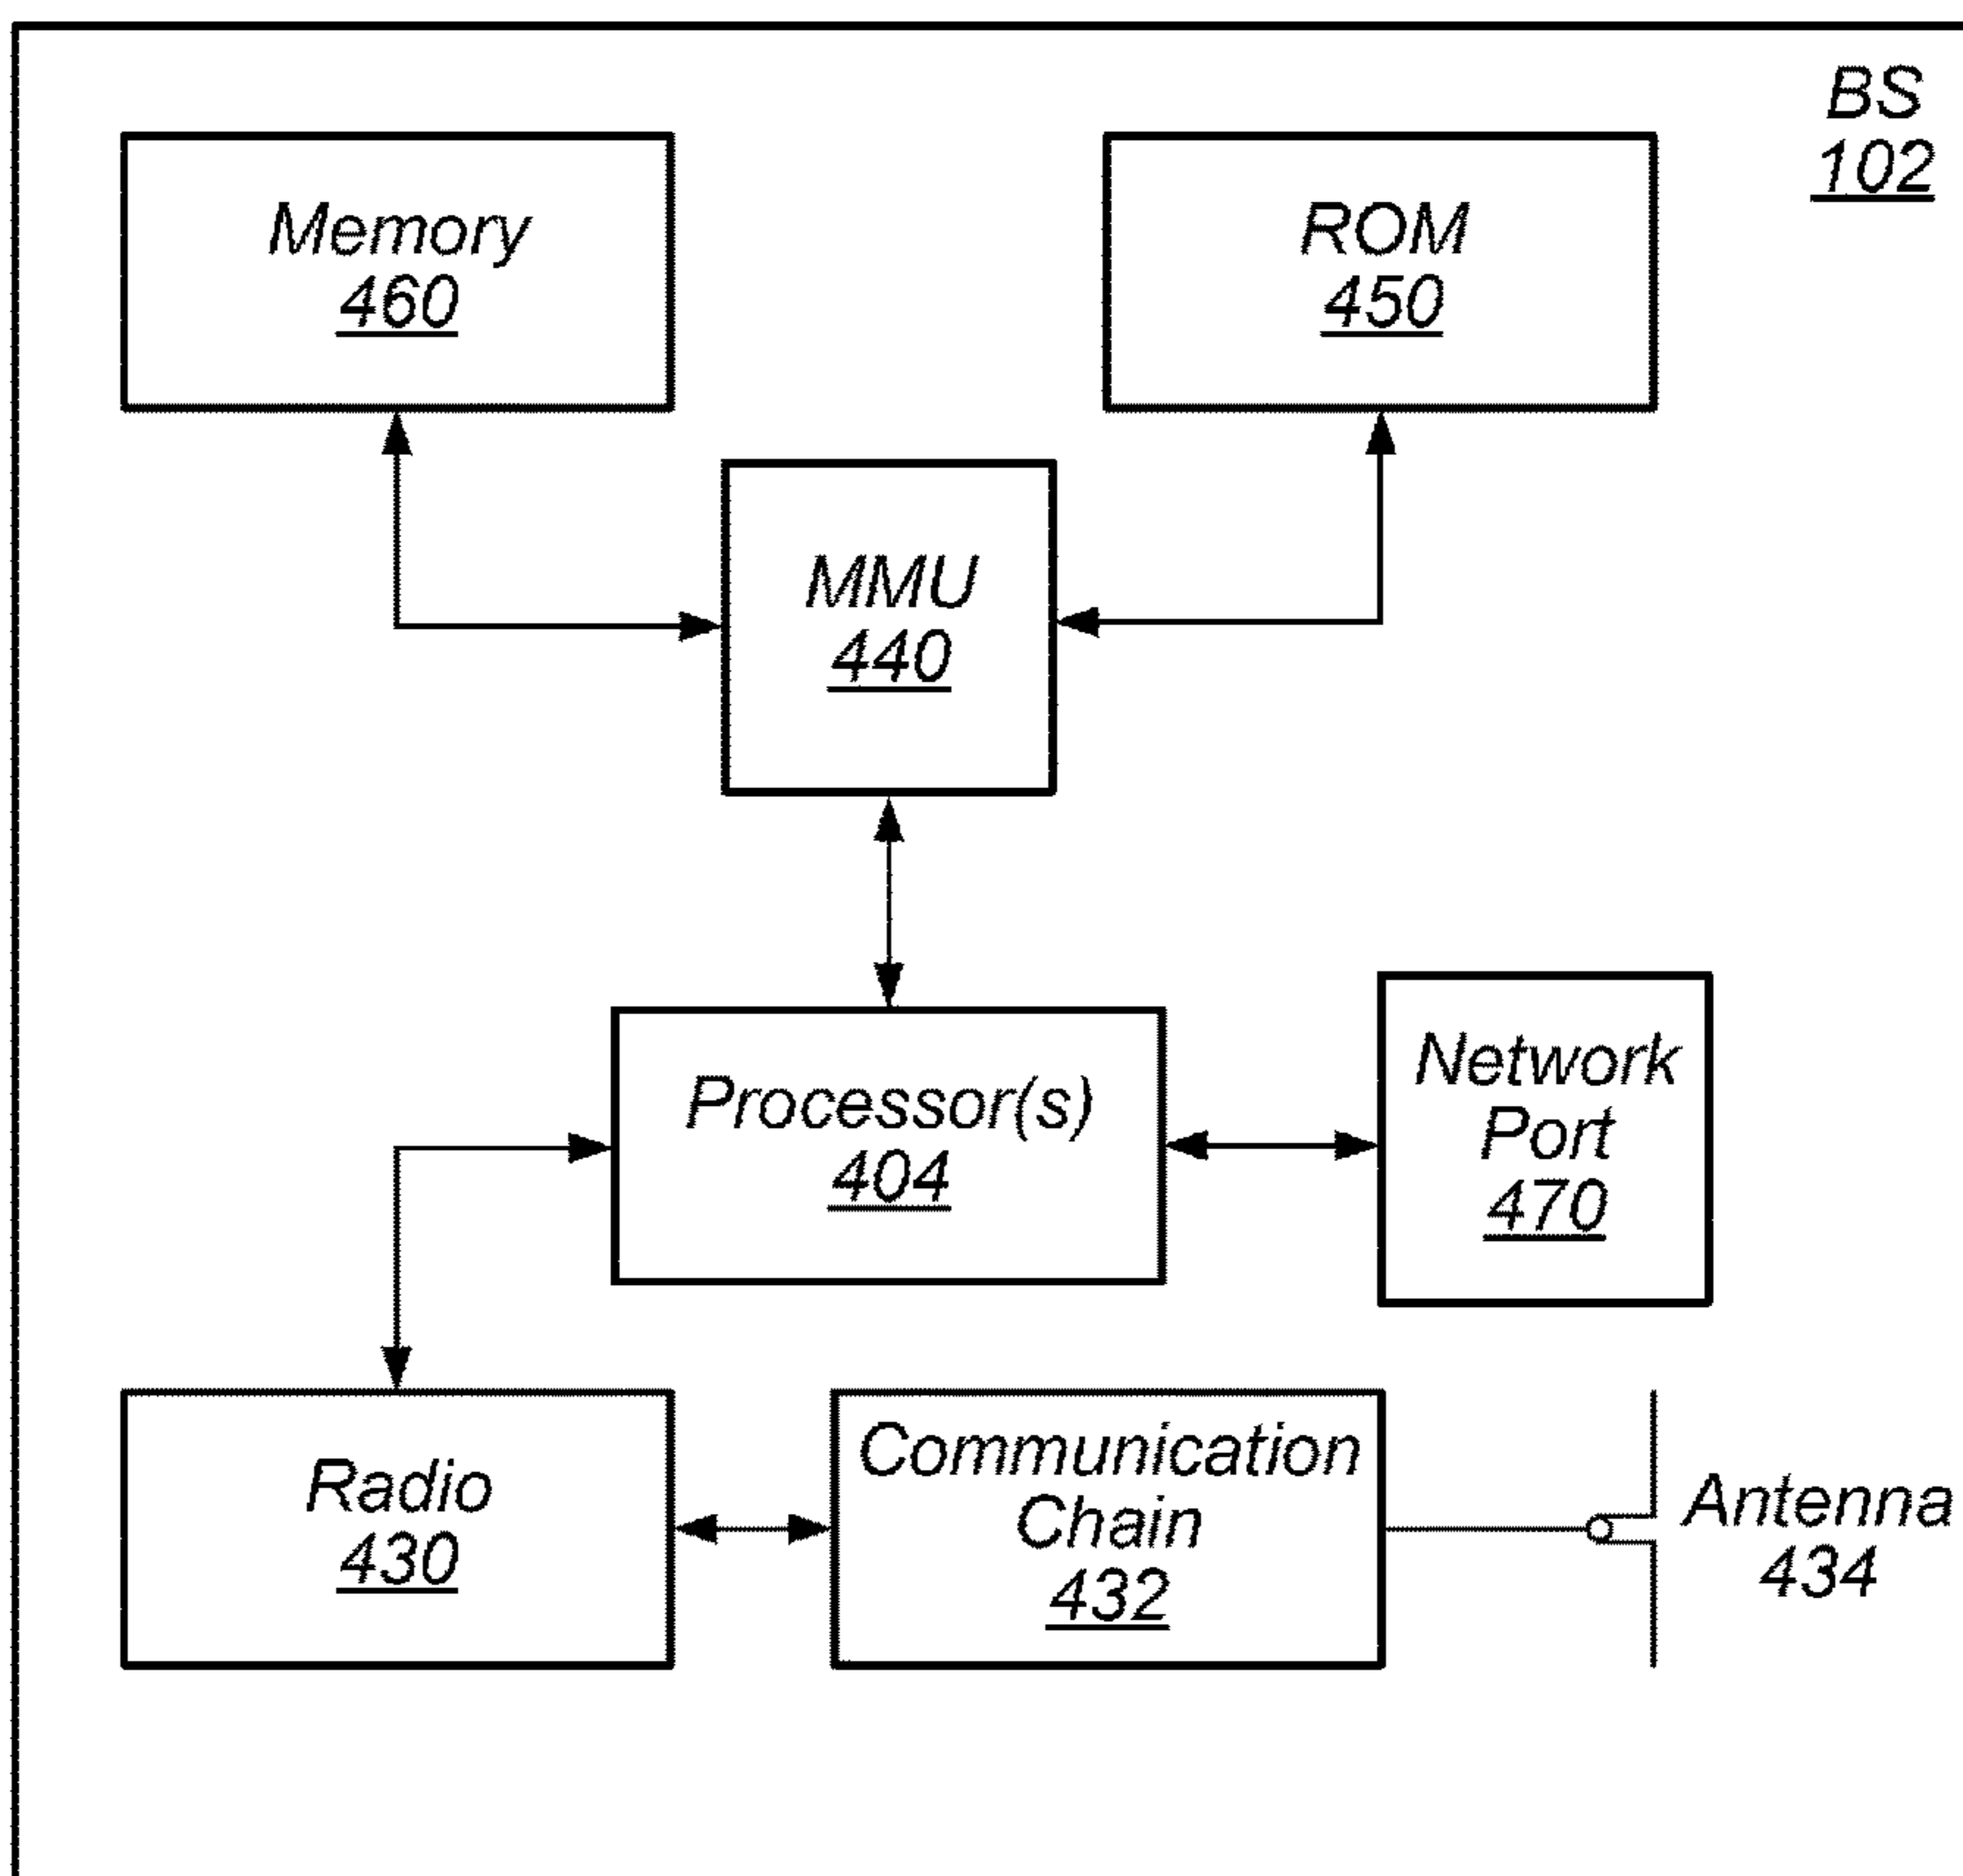 BS
102
Memory
460
ROM
450
MMU
440
Processor(s)
404
Network
Port
470
Radio
430
Communication
Chain
432
Antenna
434